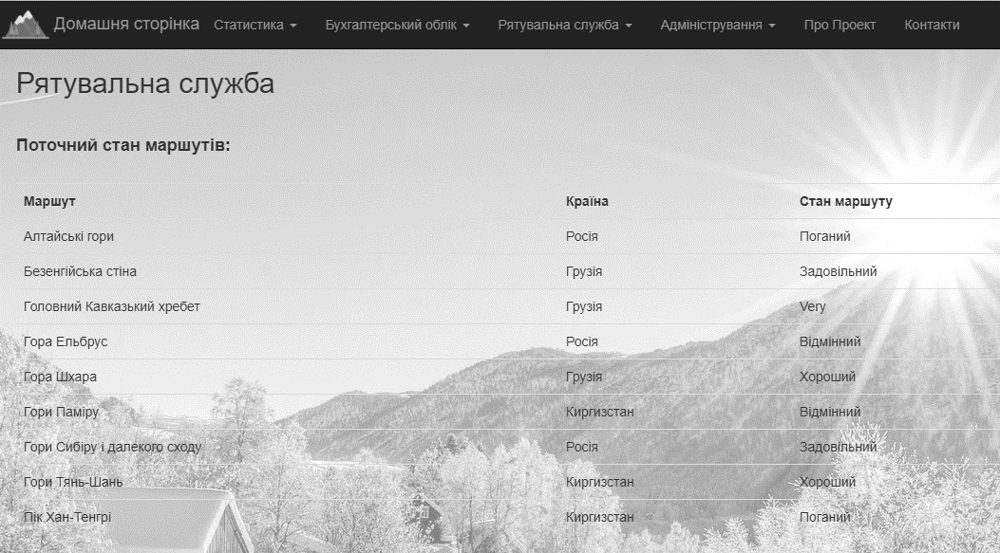 Домашня сторінка Статистика Бухгалтерський облік Рятувальна служба Адміністрування Про Проект Контакти
Рятувальна служба
Поточний стан маршутів:
Маршут Країна Стан маршуту
Алтайські гори Росія Поганий
Безенгійська стіна Грузія Задовільний
Головний Кавказький хребет Грузія Very
Гора Ельбрус Росія Відмінний
Гора Шхара Грузія Хороший
Гори Паміру Киргизстан Відмінний
Гори Сибіру і далекого сходу Росія Задовільний
Гори Тянь-Шань Киргизстан Хороший
Пік Хан-Тенгрі Киргизстан Поганий